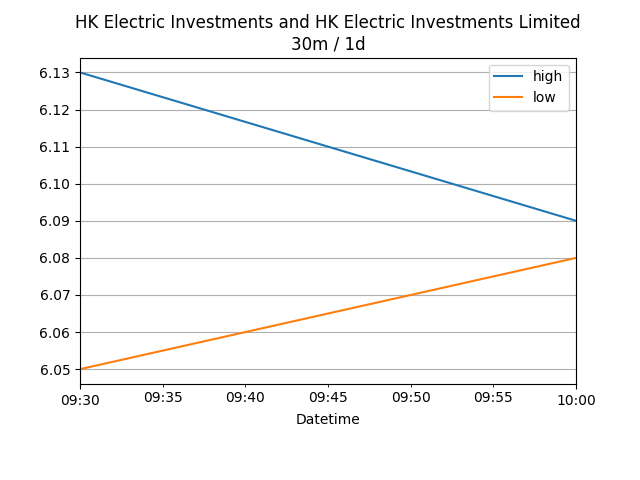 HK Electric Investments and HK Electric Investments Limited
30m / 1d
high
low
6.13
6.12
6.11
6.10
6.09
6.08
6.07
6.06
6.05
09:30 09:35 09:40 09:45 09:50 09:55 10:00
Datetime